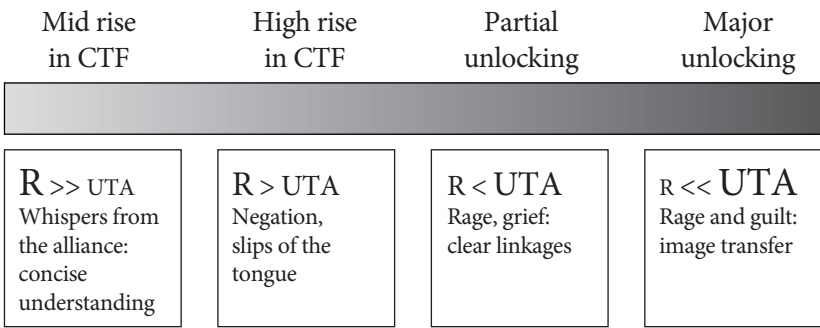 Mid rise
in CTF
High rise
in CTF
Partial
unlocking
Major
unlocking
R >> UTA
Whispers from
the alliance:
concise
understanding
R > UTA
Negation,
slips of the
tongue
R < UTA
Rage, grief:
clear linkages
R << UTA
Rage and guilt:
image transfer